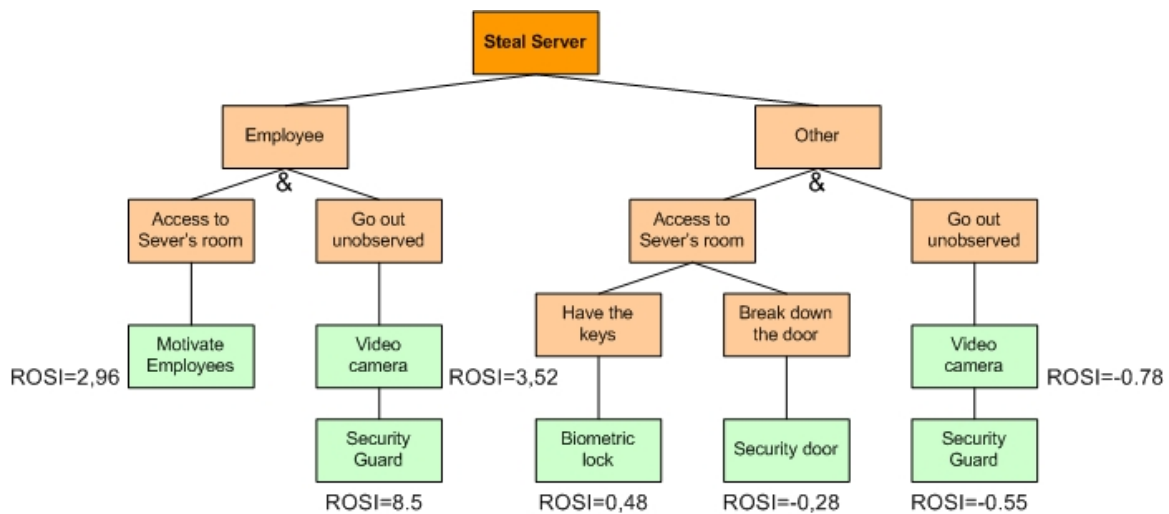 Steal Server
Employee
Other
&
&
Access to
Sever's room
Go out
unobserved
Access to
Sever's room
Go out
unobserved
Have the
keys
Break down
the door
Motivate
Employees
Video
camera
Video
camera
ROSI=2,96
ROSI=3,52
ROSI=-0.78
Security
Guard
Biometric
lock
Security door
Security
Guard
ROSI=8.5
ROSI=0,48
ROSI=-0,28
ROSI=-0.55